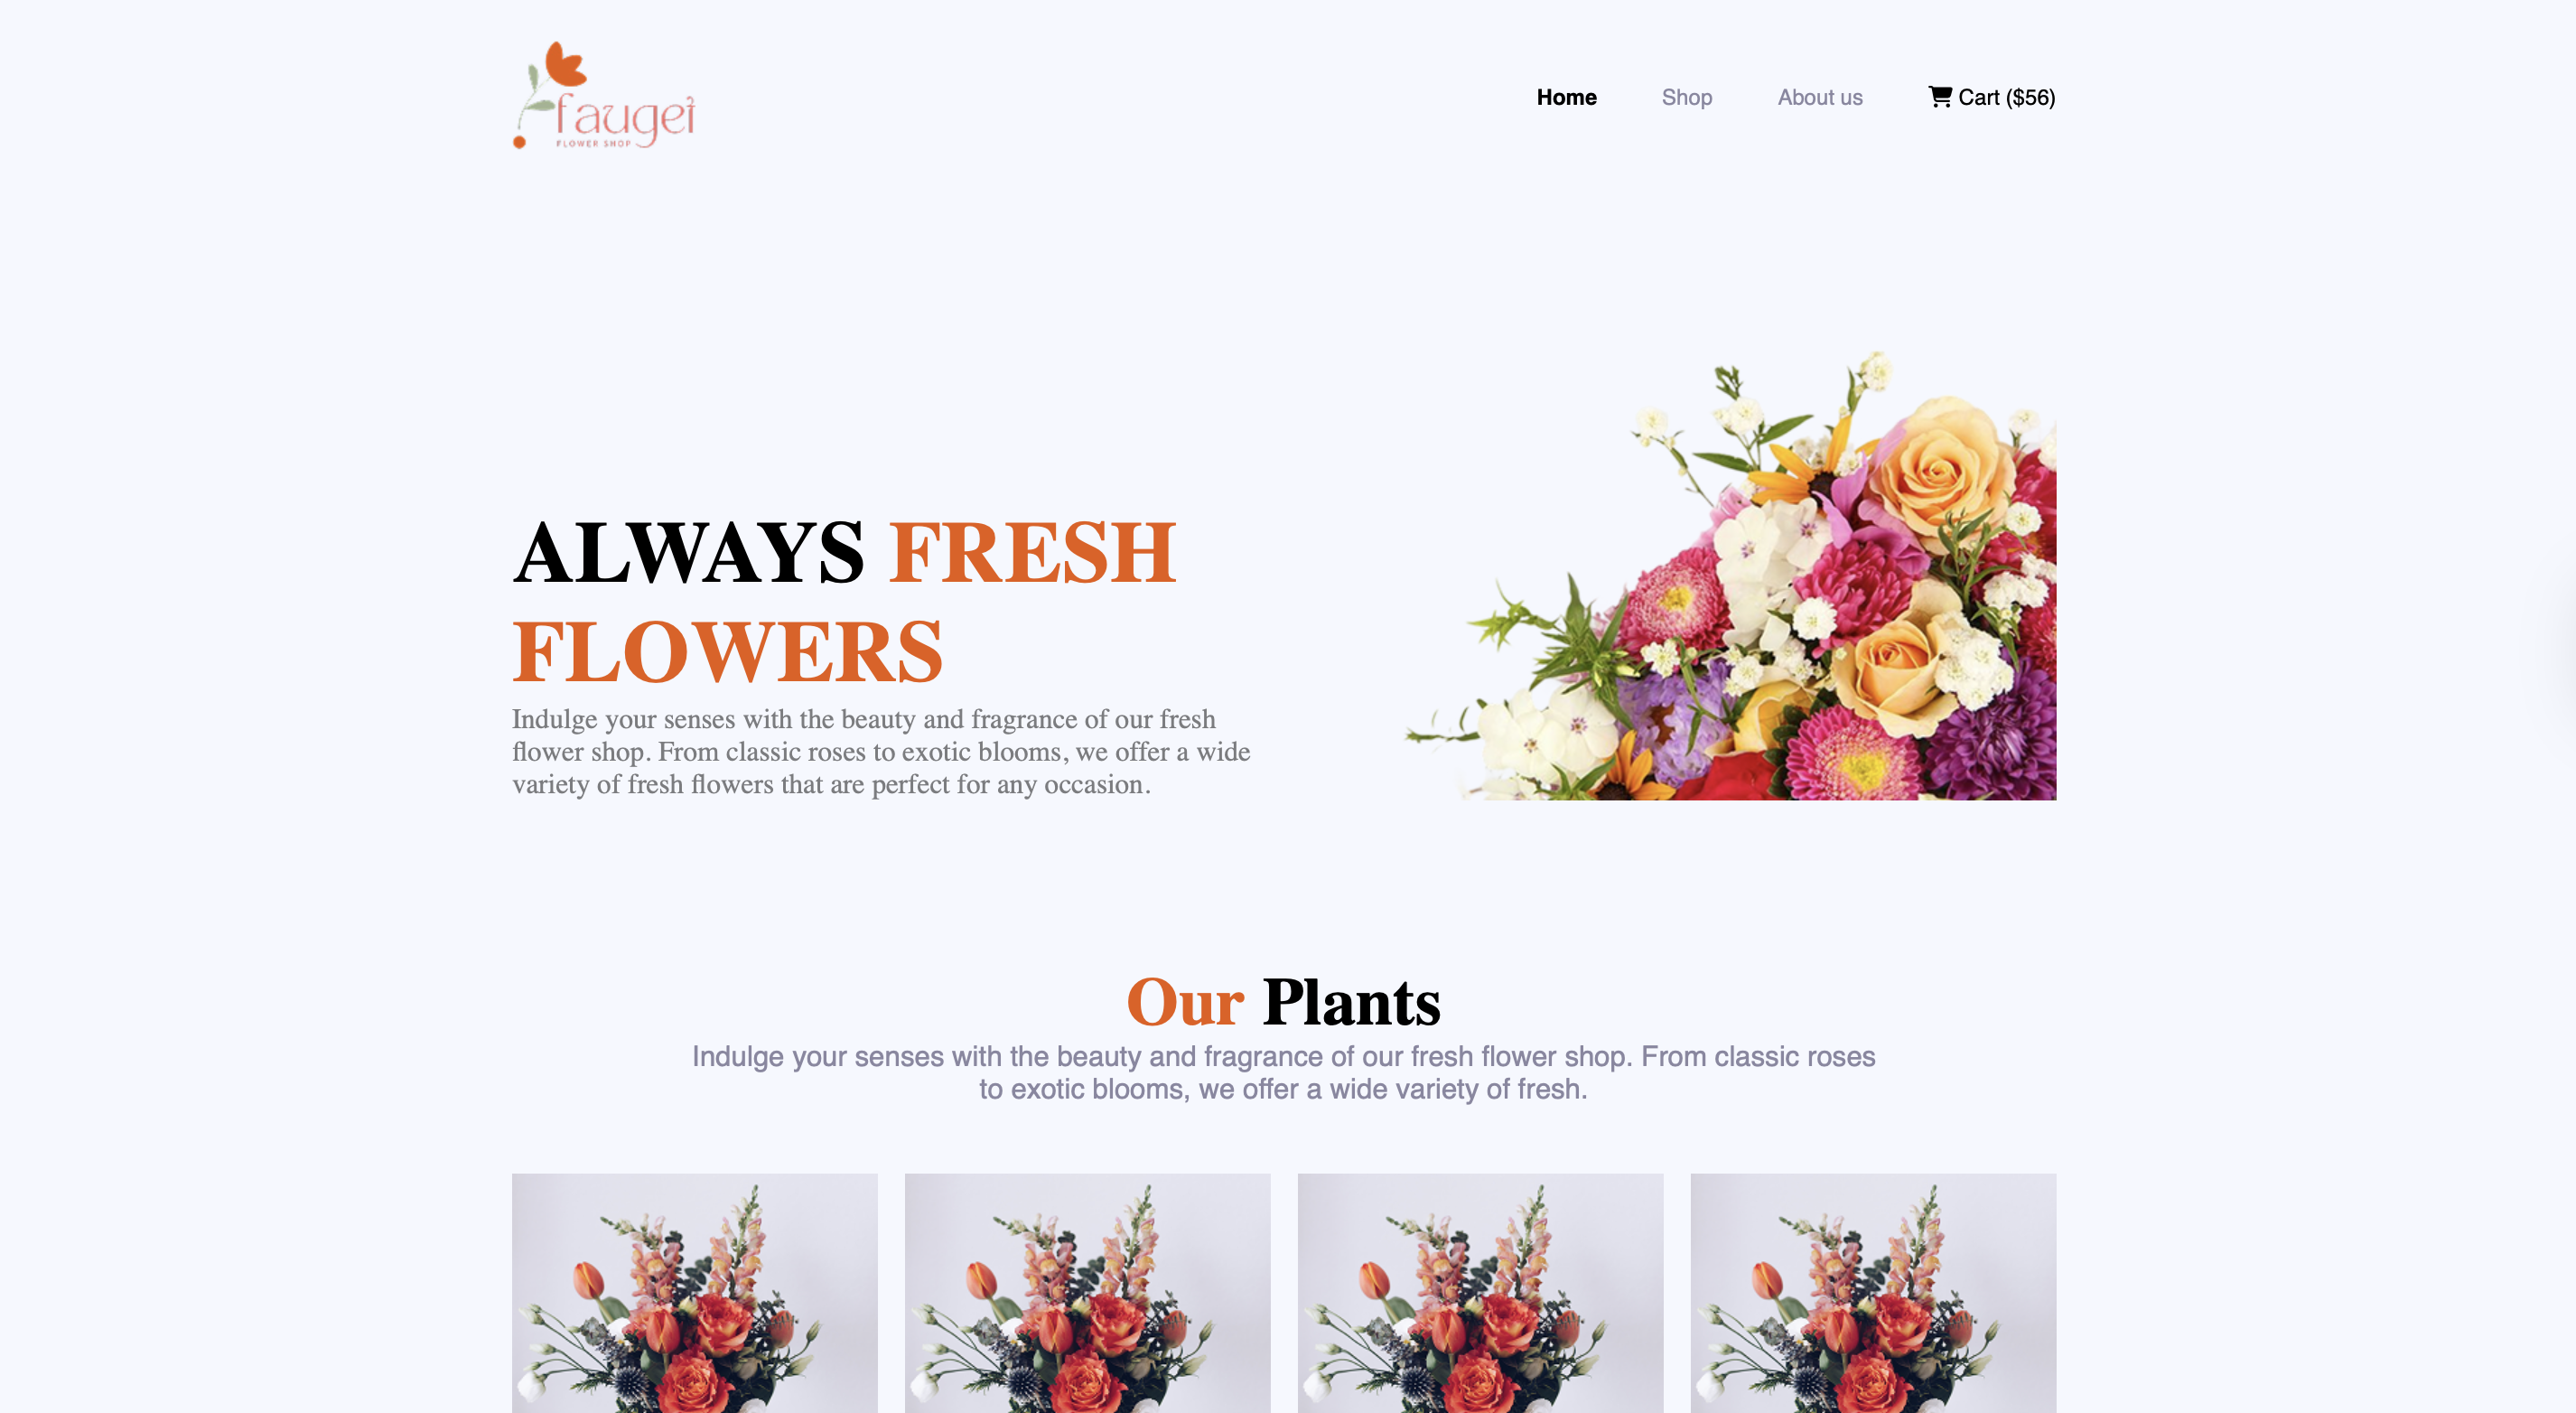 fauget
FLOWER SHOP
Home Shop About us Cart ($56)
ALWAYS FRESH
FLOWERS
Indulge your senses with the beauty and fragrance of our fresh
flower shop. From classic roses to exotic blooms, we offer a wide
variety of fresh flowers that are perfect for any occasion.
Our Plants
Indulge your senses with the beauty and fragrance of our fresh flower shop. From classic roses
to exotic blooms, we offer a wide variety of fresh.